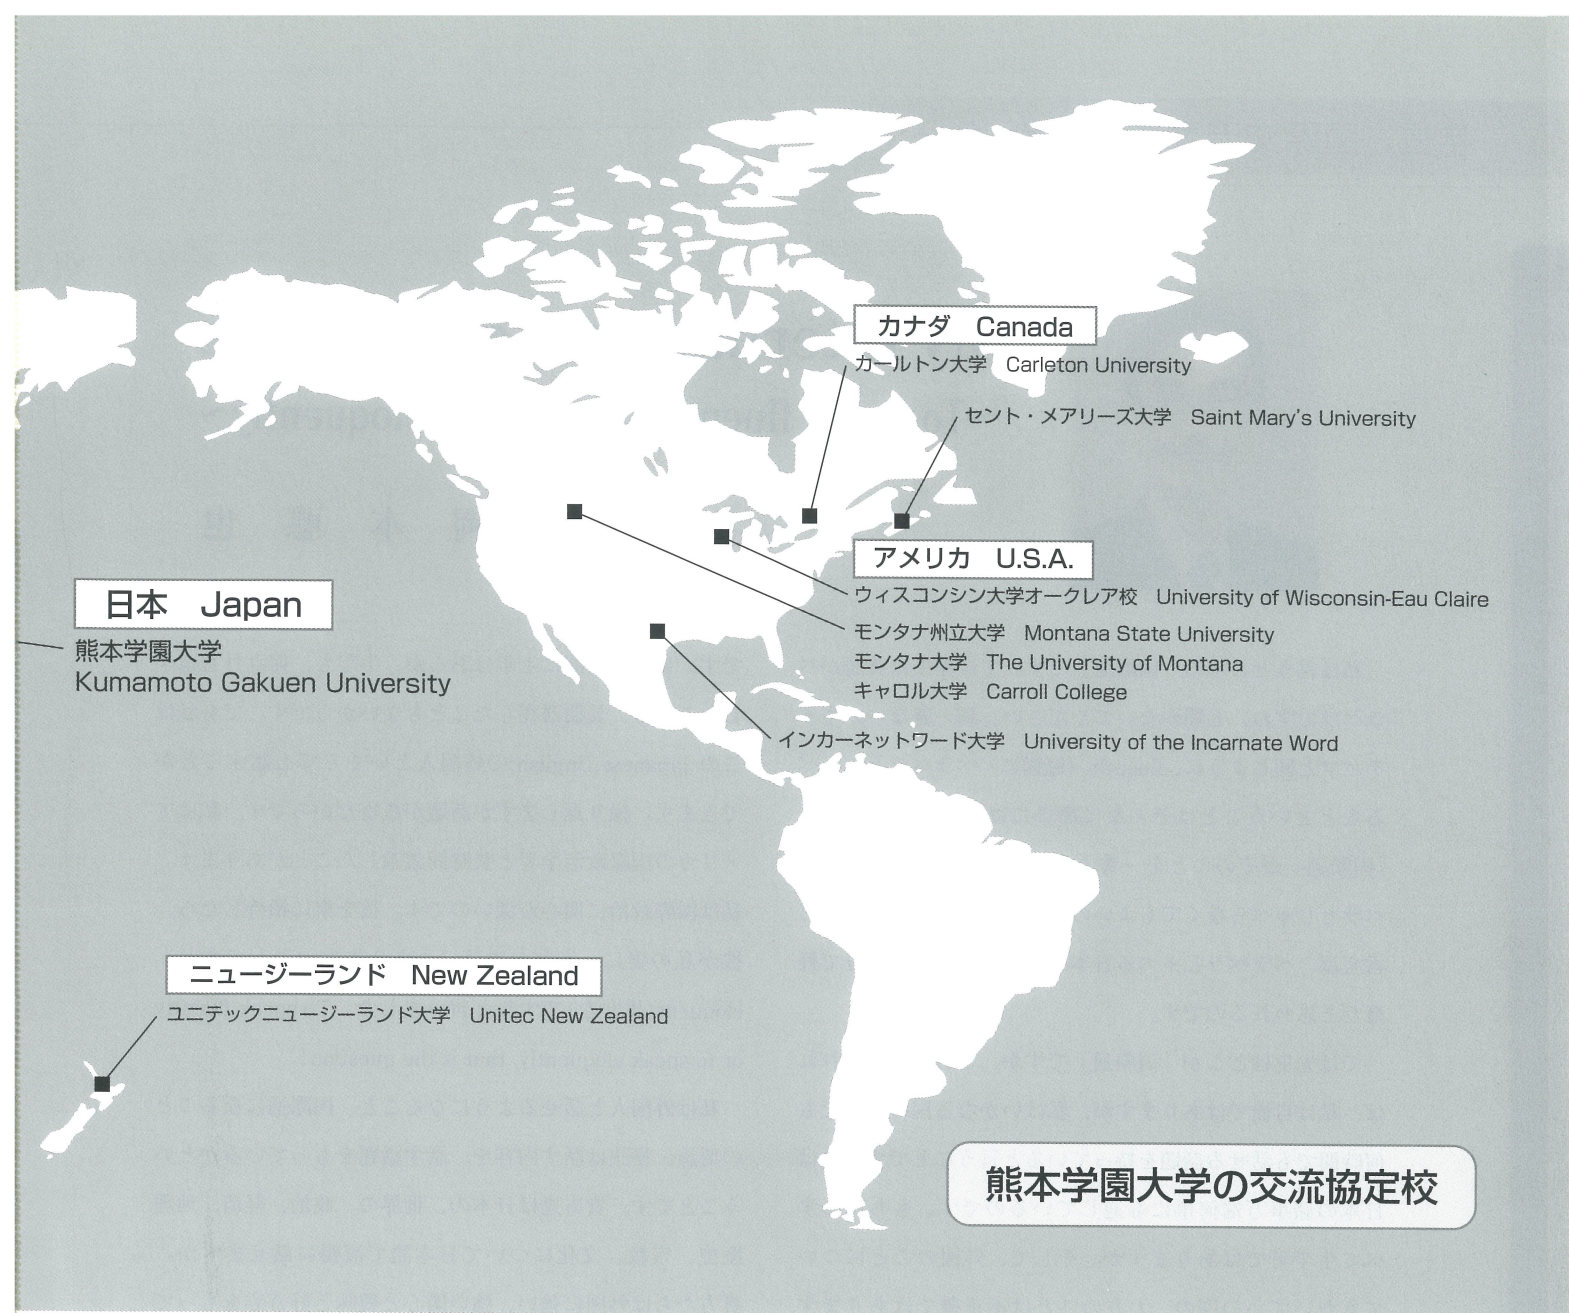 カナダ Canada
カールトン大学 Carleton University
セント・メアリーズ大学 Saint Mary's University
アメリカ U.S.A.
ウィスコンシン大学オークレア校 University of Wisconsin-Eau Claire
モンタナ州立大学 Montana State University
モンタナ大学 The University of Montana
キャロル大学 Carroll College
インカーネットワード大学 University of the Incarnate Word
日本 Japan
熊本学園大学
Kumamoto Gakuen University
ニュージーランド New Zealand
ユニテックニュージーランド大学 Unitec New Zealand
熊本学園大学の交流協定校